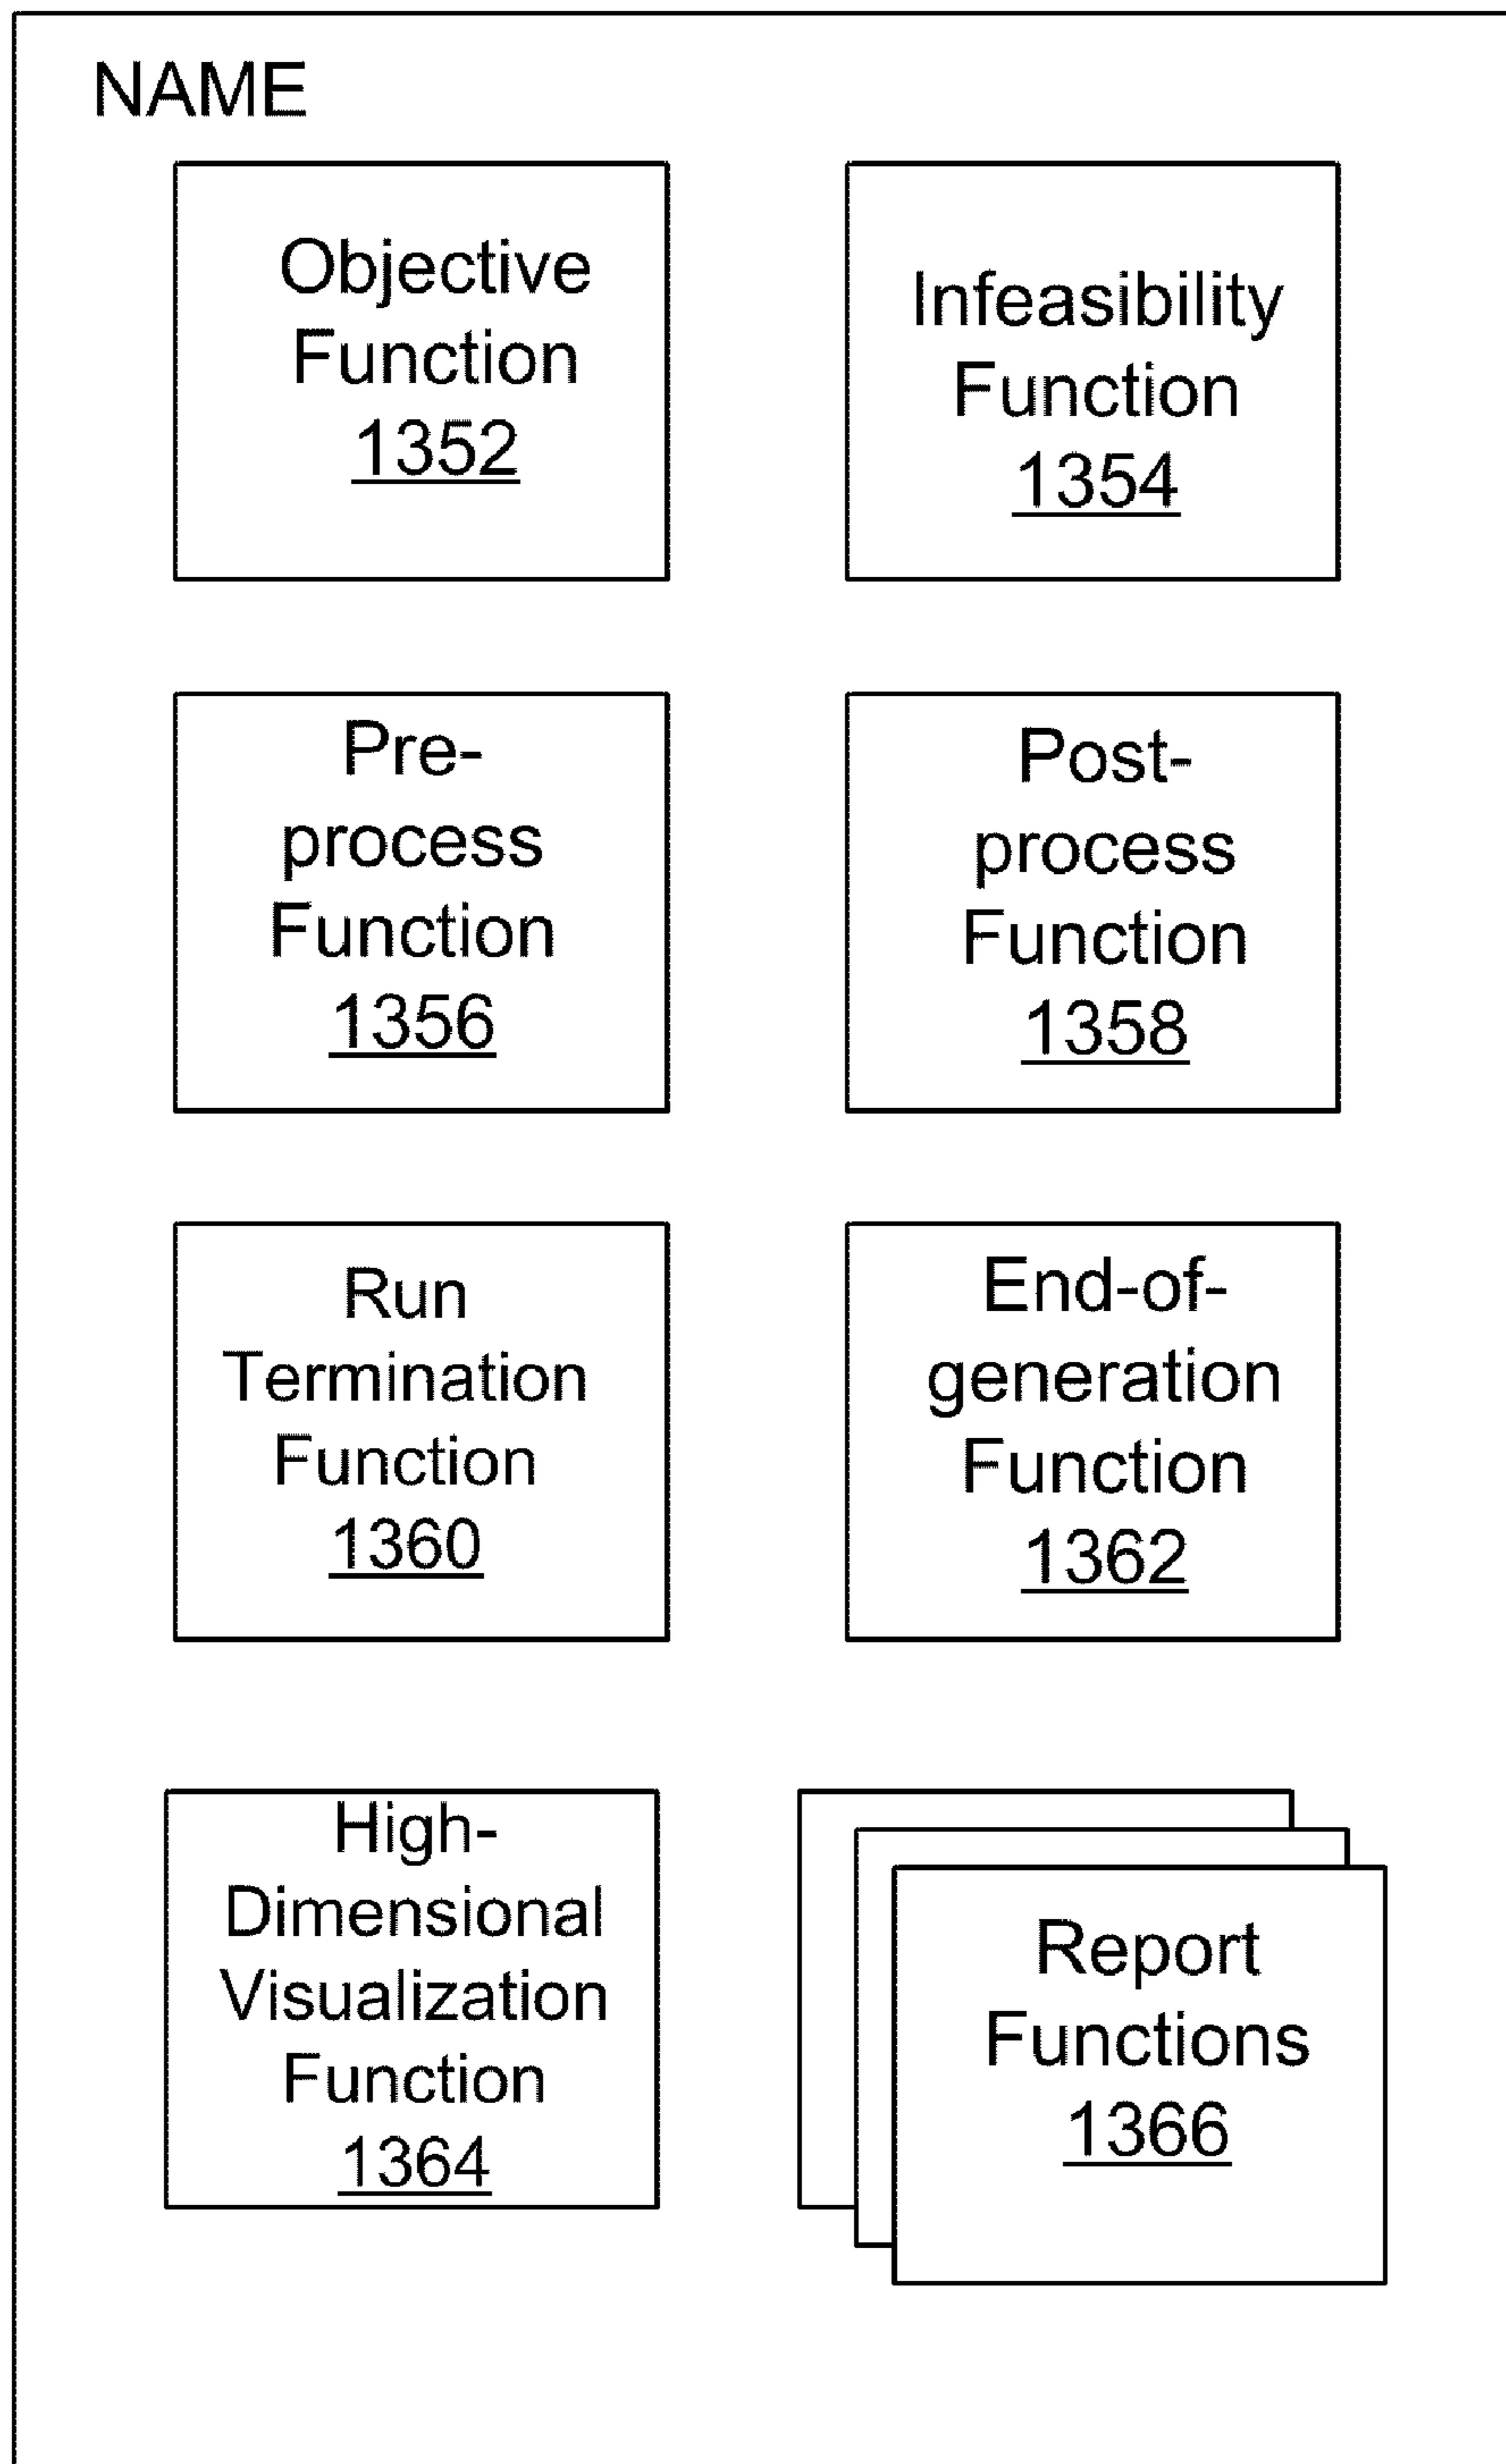 NAME
Objective
Function
1352
Infeasibility
Function
1354
Pre-
process
Function
1356
Post-
process
Function
1358
Run
Termination
Function
1360
End-of-
generation
Function
1362
High-
Dimensional
Visualization
Function
1364
Report
Functions
1366